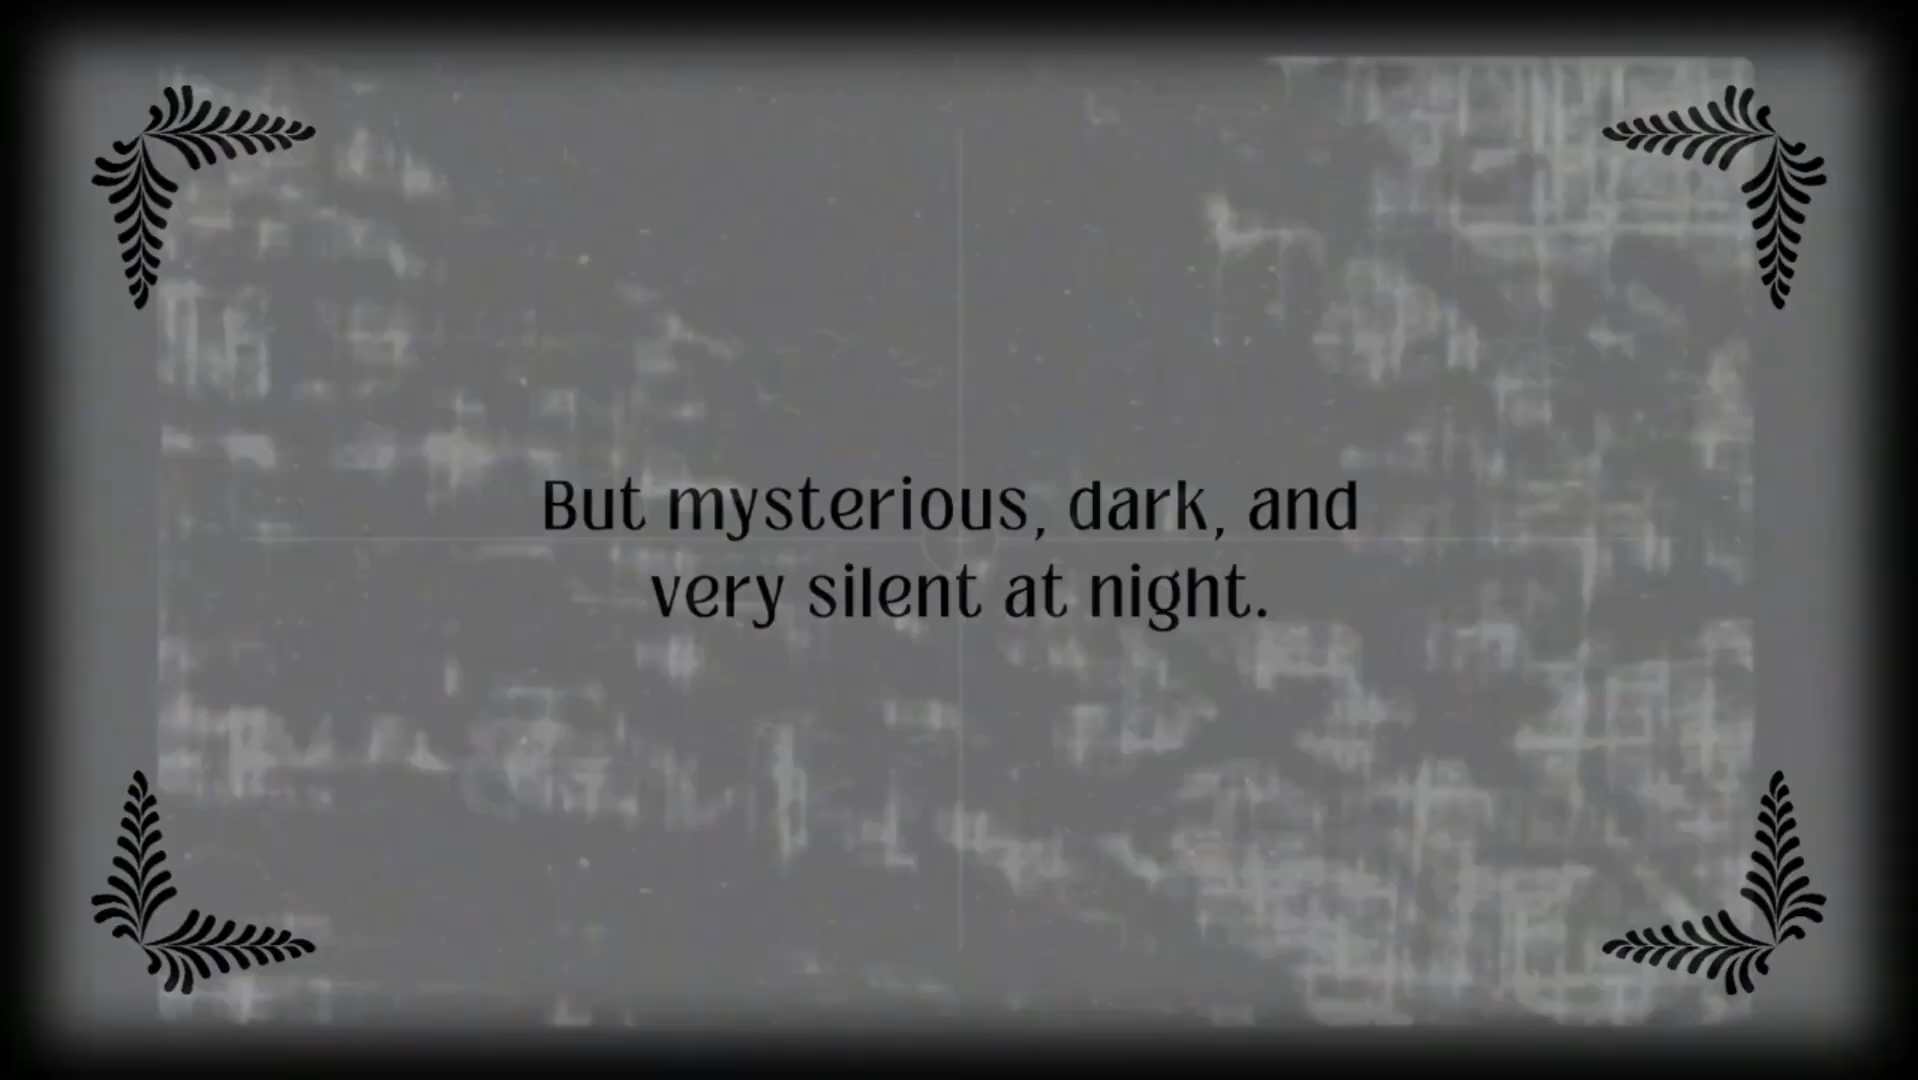 But mysterious, dark, and
very silent at night.